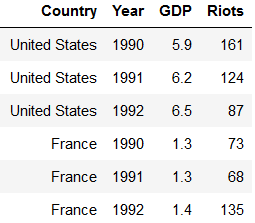 Country Year GDP Riots
United States 1990 5.9 161
United States 1991 6.2 124
United States 1992 6.5 87
France 1990 1.3 73
France 1991 1.3 68
France 1992 1.4 135